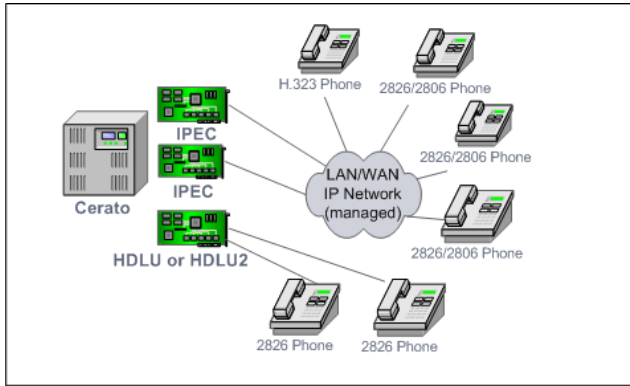 H.323 Phone
2826/2806 Phone
IPEC
2826/2806 Phone
IPEC
LAN/WAN
IP Network
(managed)
Cerato
2826/2806 Phone
HDLU or HDLU2
2826 Phone
2826 Phone